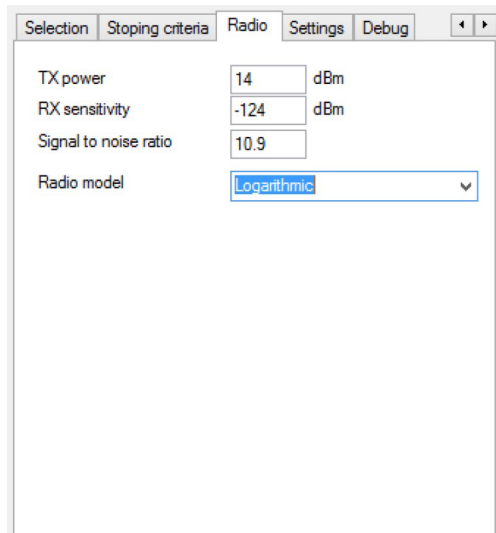 Selection Stoping criteria Radio Settings Debug
TX power 14 dBm
RX sensitivity -124 dBm
Signal to noise ratio 10.9
Radio model Logarithmic